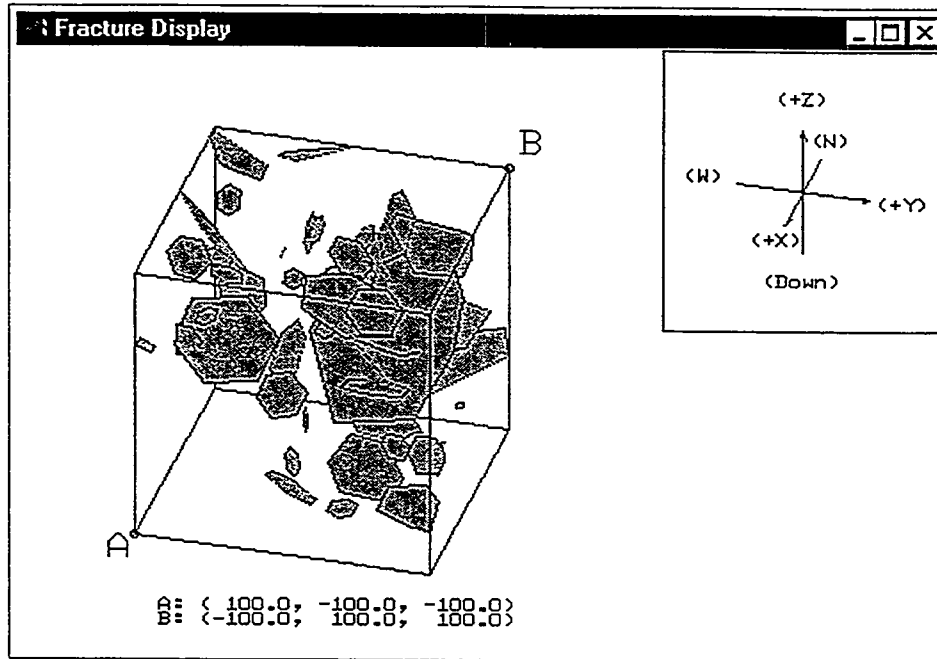 Fracture Display
B
(+Z)
(N)
(W)
(+Y)
(+X)
(Down)
A
A: ( 100.0, -100.0, -100.0)
B: (-100.0, 100.0, 100.0)